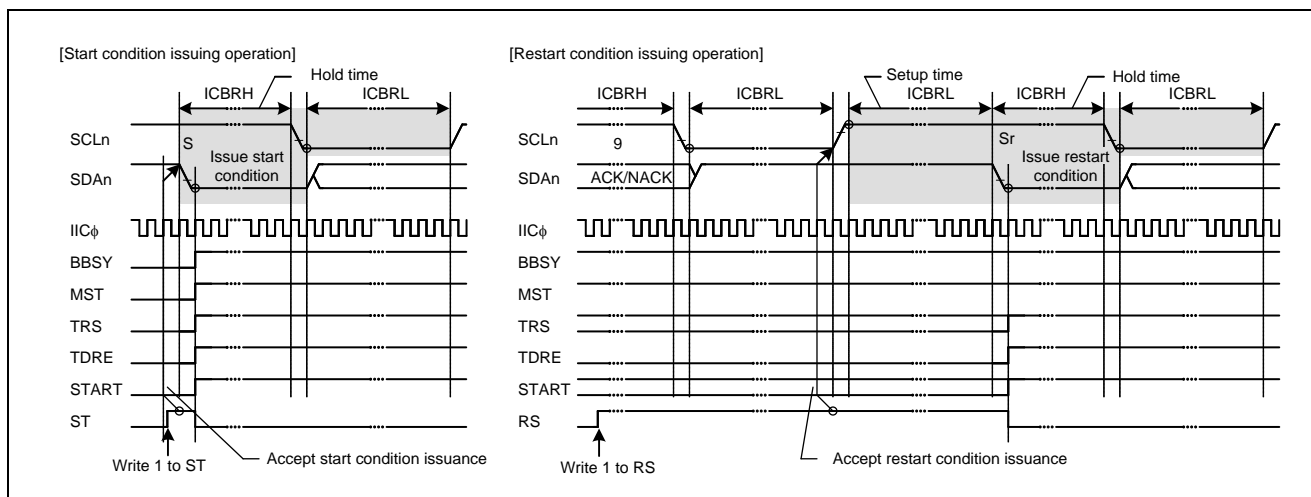 [Start condition issuing operation]
Hold time
ICBRH
ICBRL
SCLn
S
Issue start
condition
SDAn
IICφ
BBSY
MST
TRS
TDRE
START
ST
Write 1 to ST
Accept start condition issuance
[Restart condition issuing operation]
Setup time
Hold time
ICBRH
ICBRL
ICBRL
ICBRH
ICBRL
SCLn
9
Sr
Issue restart
condition
SDAn
ACK/NACK
IICφ
BBSY
MST
TRS
TDRE
START
RS
Write 1 to RS
Accept restart condition issuance